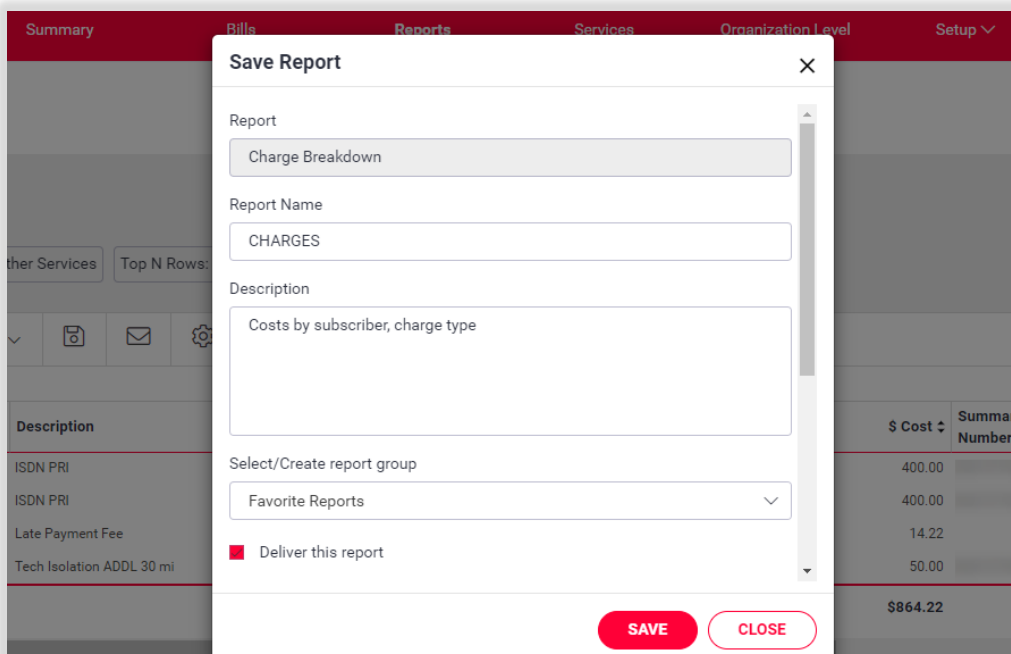 Summary Bills Reports Services Organization Level Setup
Save Report
Report
Charge Breakdown
Report Name
CHARGES
ther Services Top N Rows:
Description
Costs by subscriber, charge type
Description $ Cost Summa
Number
ISDN PRI 400.00
Select/Create report group
ISDN PRI 400.00
Favorite Reports
Late Payment Fee 14.22
Deliver this report
Tech Isolation ADDL 30 mi 50.00
$864.22
SAVE CLOSE